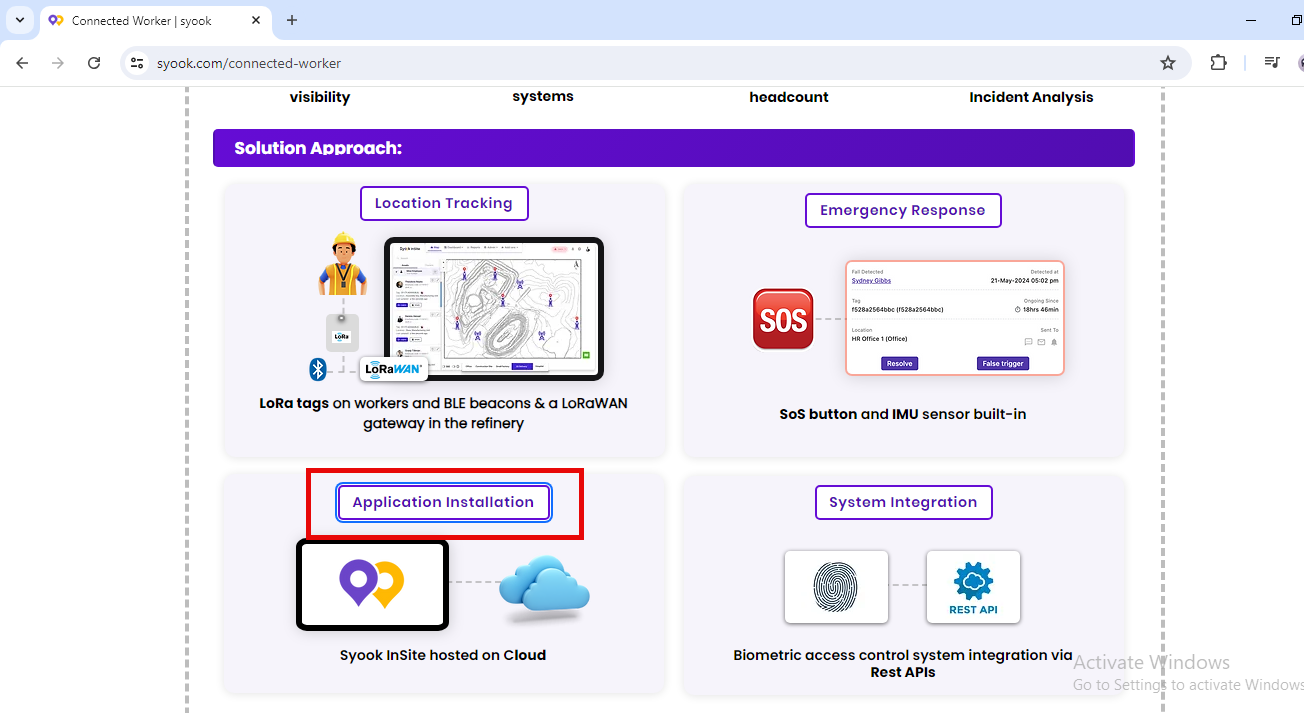 Connected Worker | syook
syook.com/connected-worker
visibility
systems
headcount
Incident Analysis
Solution Approach:
Location Tracking
LoRa
LoRaWAN
LoRa tags on workers and BLE beacons & a LoRaWAN
gateway in the refinery
Emergency Response
SOS
Fall Detected
Detected at
Sydney Gibbs
21-May-2024 05:02 pm
Tag
Ongoing Since
f528a2564bbc (f528a2564bbc)
18hrs 46min
Location
Sent To
HR Office 1 (Office)
Resolve
False trigger
SoS button and IMU sensor built-in
Application Installation
Syook InSite hosted on Cloud
System Integration
REST API
Biometric access control system integration via
Rest APIs
Activate Windows
Go to Settings to activate Windows